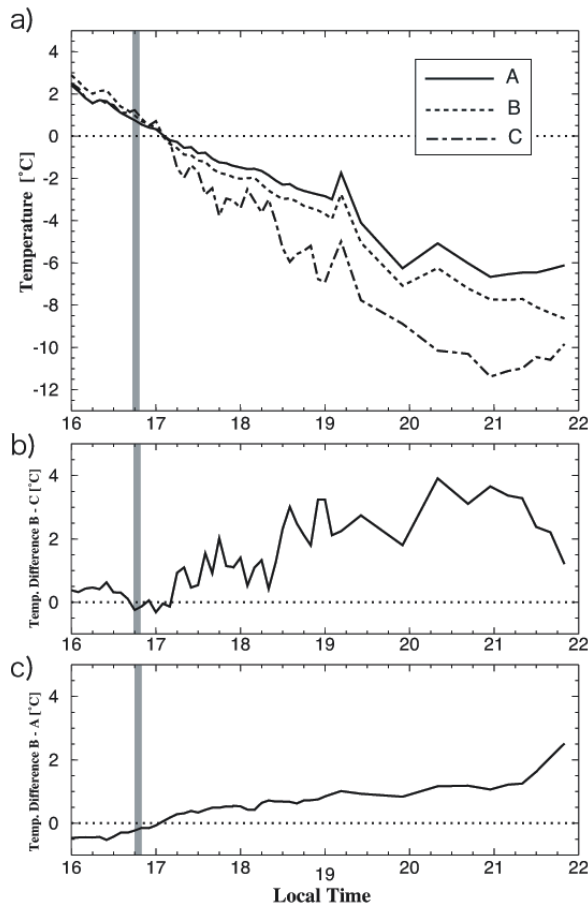 a)
4
2
0
-2
-4
-6
-8
-10
-12
Temperature [°C]
A
B
C
16 17 18 19 20 21 22
b)
4
2
0
Temp. Difference B - C [°C]
16 17 18 19 20 21 22
c)
4
2
0
Temp. Difference B - A [°C]
16 17 18 19 20 21 22
Local Time